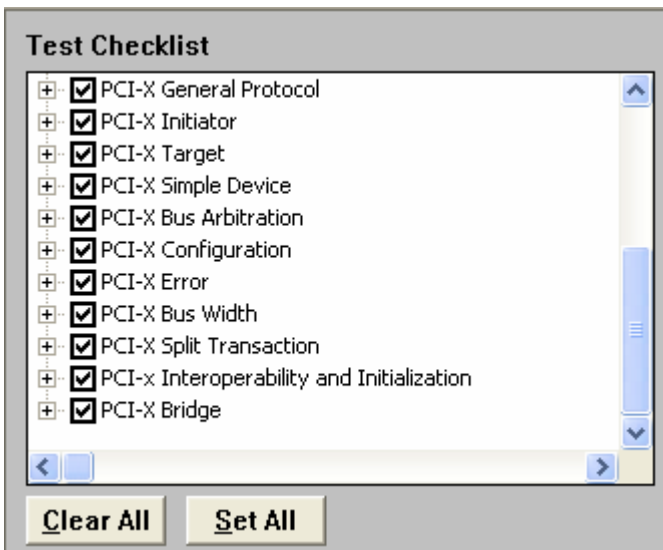 Test Checklist
PCI-X General Protocol
PCI-X Initiator
PCI-X Target
PCI-X Simple Device
PCI-X Bus Arbitration
PCI-X Configuration
PCI-X Error
PCI-X Bus Width
PCI-X Split Transaction
PCI-x Interoperability and Initialization
PCI-X Bridge
Clear All Set All